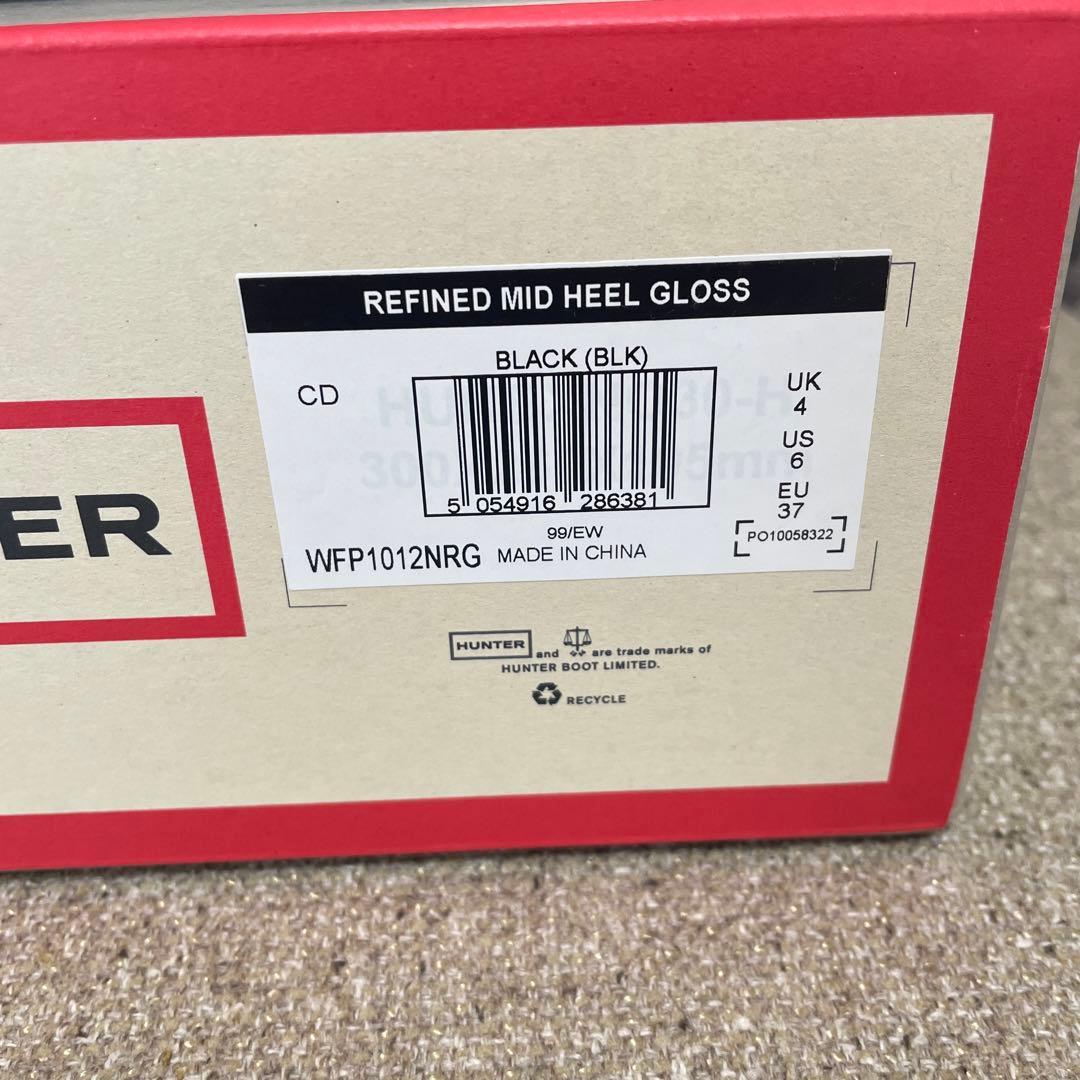 REFINED MID HEEL GLOSS
BLACK (BLK)
CD
UK
4
US
6
EU
37
5 054916 286381
99/EW
PO10058322
WFP1012NRG MADE IN CHINA
ER
HUNTER and are trade marks of
HUNTER BOOT LIMITED.
RECYCLE